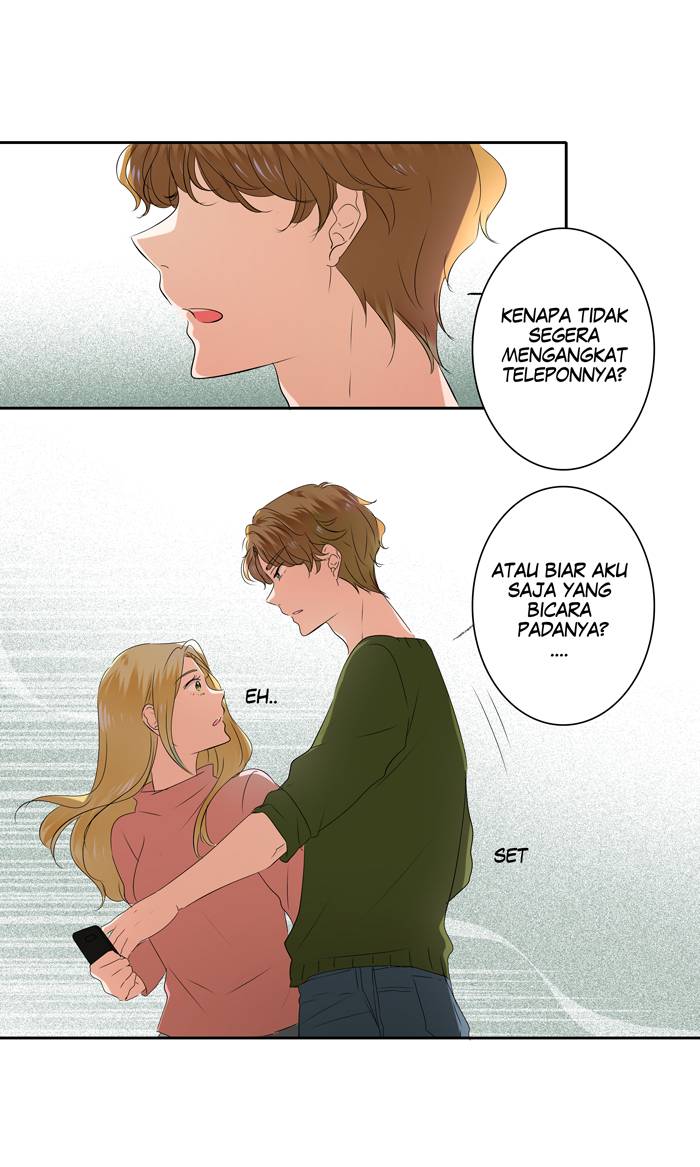 KENAPA TIDAK
SEGERA
MENGANGKAT
TELEPONNYA?
ATAU BIAR AKU
SAJA YANG
BICARA
PADANYA?
....
EH..
SET